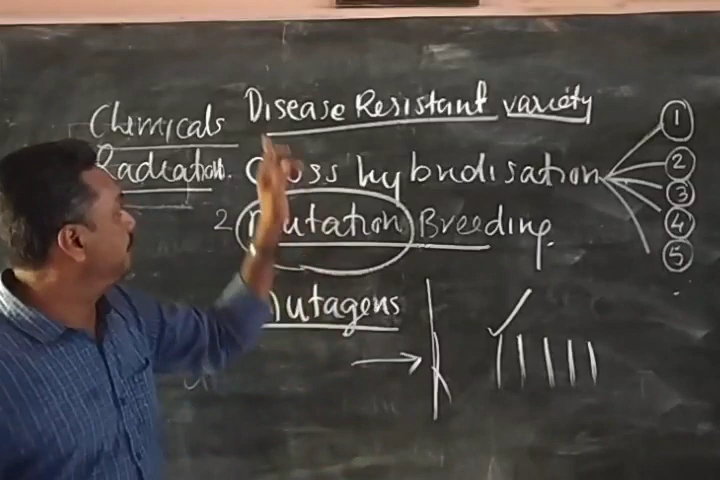 Disease Resistant variety
Chemicals
Radiation.
Cross hybridisation
1
2
3
4
5
2 Mutation Breeding.
Mutagens